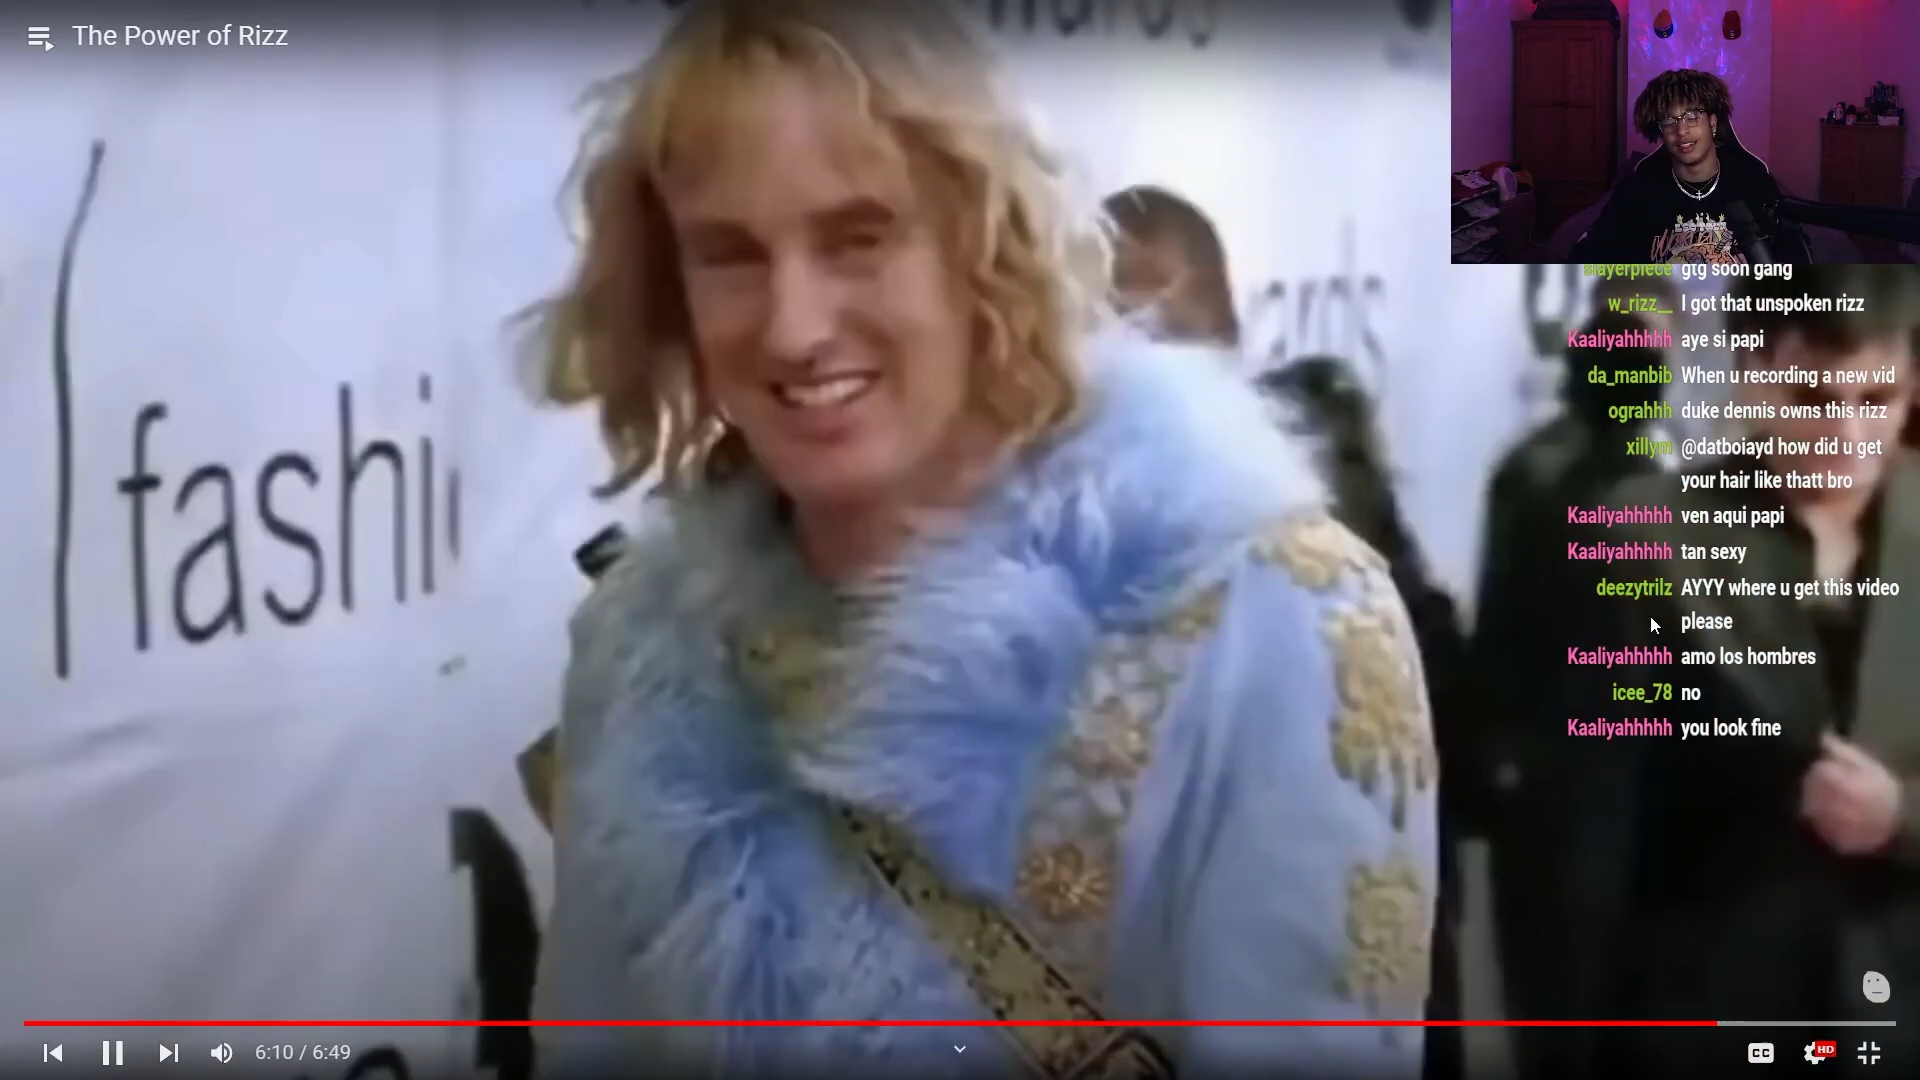 The Power of Rizz
fashi
slayerpiece gtg soon gang
w_rizz__ I got that unspoken rizz
Kaaliyahhhhh aye si papi
da_manbib When u recording a new vid
ograhhh duke dennis owns this rizz
xillym @datboiayd how did u get
your hair like thatt bro
Kaaliyahhhhh ven aqui papi
Kaaliyahhhhh tan sexy
deezytrilz AYYY where u get this video
please
Kaaliyahhhhh amo los hombres
icee_78 no
Kaaliyahhhhh you look fine
6:10 / 6:49
CC
HD